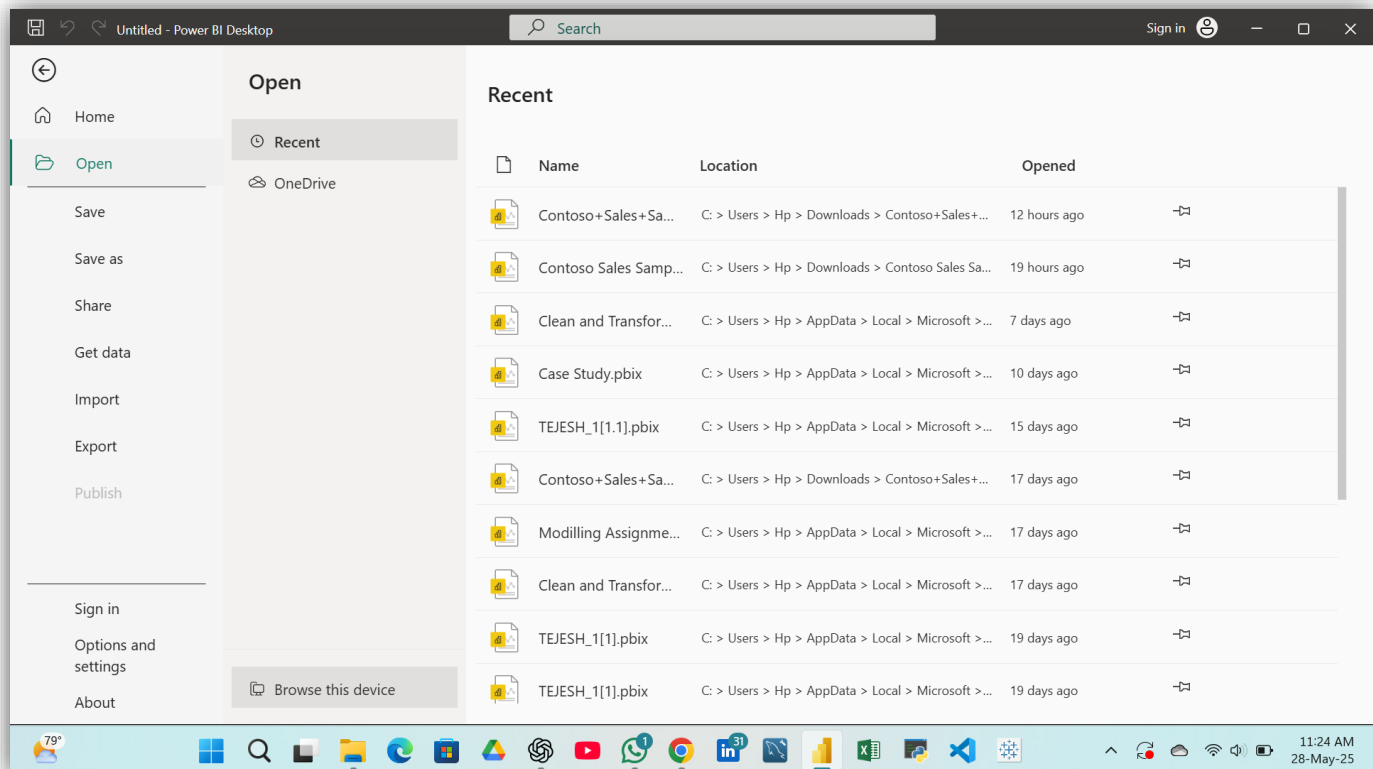 Untitled - Power BI Desktop
Search
Sign in
Home
Open
Save
Save as
Share
Get data
Import
Export
Publish
Sign in
Options and
settings
About
Open
Recent
OneDrive
Browse this device
Recent
Name Location Opened
Contoso+Sales+Sa... C: > Users > Hp > Downloads > Contoso+Sales+... 12 hours ago
Contoso Sales Samp... C: > Users > Hp > Downloads > Contoso Sales Sa... 19 hours ago
Clean and Transfor... C: > Users > Hp > AppData > Local > Microsoft >... 7 days ago
Case Study.pbix C: > Users > Hp > AppData > Local > Microsoft >... 10 days ago
TEJESH_1[1.1].pbix C: > Users > Hp > AppData > Local > Microsoft >... 15 days ago
Contoso+Sales+Sa... C: > Users > Hp > Downloads > Contoso+Sales+... 17 days ago
Modilling Assignme... C: > Users > Hp > AppData > Local > Microsoft >... 17 days ago
Clean and Transfor... C: > Users > Hp > AppData > Local > Microsoft >... 17 days ago
TEJESH_1[1].pbix C: > Users > Hp > AppData > Local > Microsoft >... 19 days ago
TEJESH_1[1].pbix C: > Users > Hp > AppData > Local > Microsoft >... 19 days ago
79°
1
in 31
11:24 AM
28-May-25